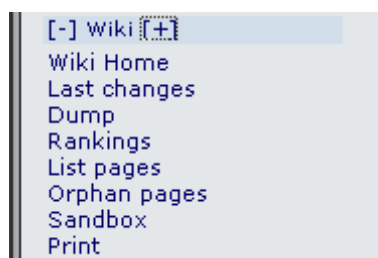 [-] Wiki [+]
Wiki Home
Last changes
Dump
Rankings
List pages
Orphan pages
Sandbox
Print